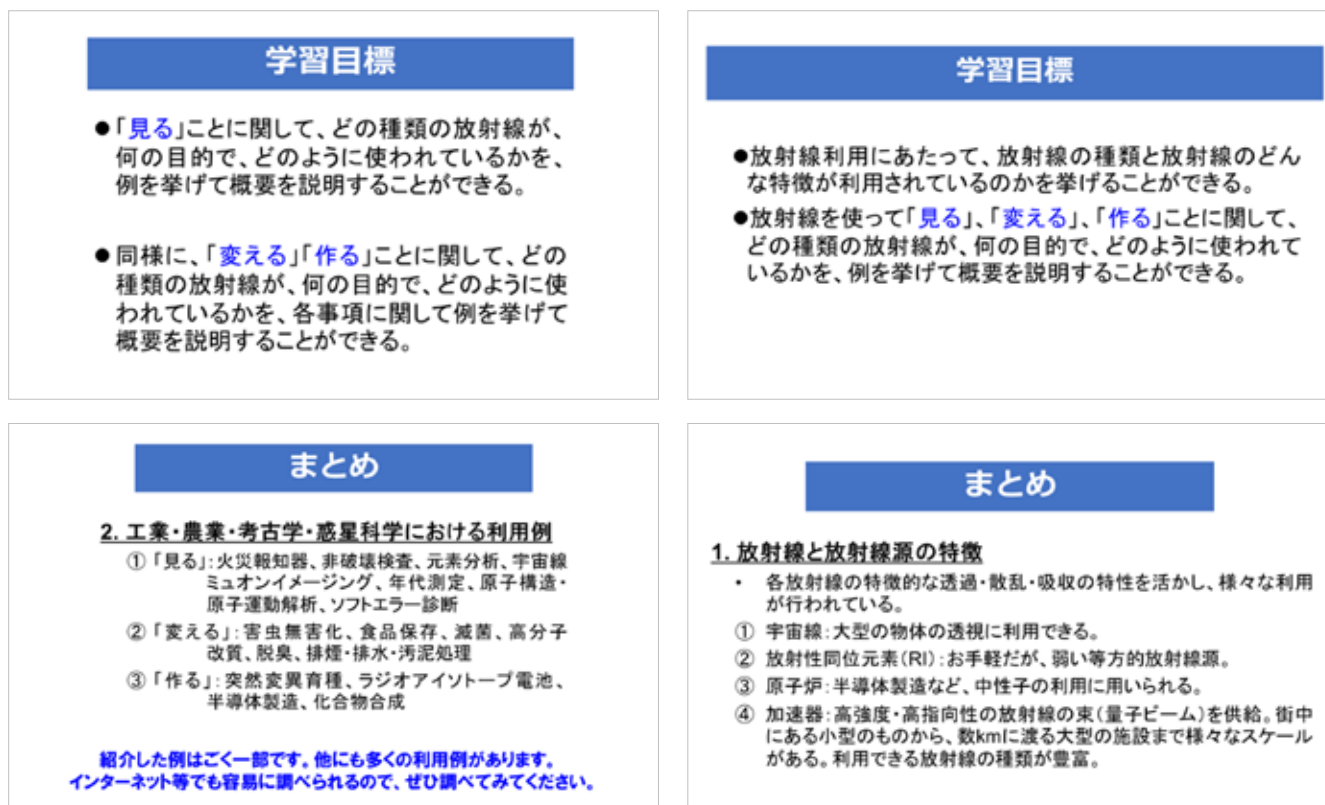 学習目標
●「見る」ことに関して、どの種類の放射線が、
何の目的で、どのように使われているかを、
例を挙げて概要を説明することができる。
●同様に、「変える」「作る」ことに関して、どの
種類の放射線が、何の目的で、どのように使
われているかを、各事項に関して例を挙げて
概要を説明することができる。
学習目標
●放射線利用にあたって、放射線の種類と放射線のどん
な特徴が利用されているのかを挙げることができる。
●放射線を使って「見る」、「変える」、「作る」ことに関して、
どの種類の放射線が、何の目的で、どのように使われて
いるかを、例を挙げて概要を説明することができる。
まとめ
2. 工業・農業・考古学・惑星科学における利用例
① 「見る」:火災報知器、非破壊検査、元素分析、宇宙線
ミュオンイメージング、年代測定、原子構造・
原子運動解析、ソフトエラー診断
② 「変える」:害虫無害化、食品保存、滅菌、高分子
改質、脱臭、排煙・排水・汚泥処理
③ 「作る」:突然変異育種、ラジオアイソトープ電池、
半導体製造、化合物合成
紹介した例はごく一部です。他にも多くの利用例があります。
インターネット等でも容易に調べられるので、ぜひ調べてみてください。
まとめ
1. 放射線と放射線源の特徴
・ 各放射線の特徴的な透過・散乱・吸収の特性を活かし、様々な利用
が行われている。
① 宇宙線:大型の物体の透視に利用できる。
② 放射性同位元素(RI):お手軽だが、弱い等方的放射線源。
③ 原子炉:半導体製造など、中性子の利用に用いられる。
④ 加速器:高強度・高指向性の放射線の束(量子ビーム)を供給。街中
にある小型のものから、数kmに渡る大型の施設まで様々なスケール
がある。利用できる放射線の種類が豊富。